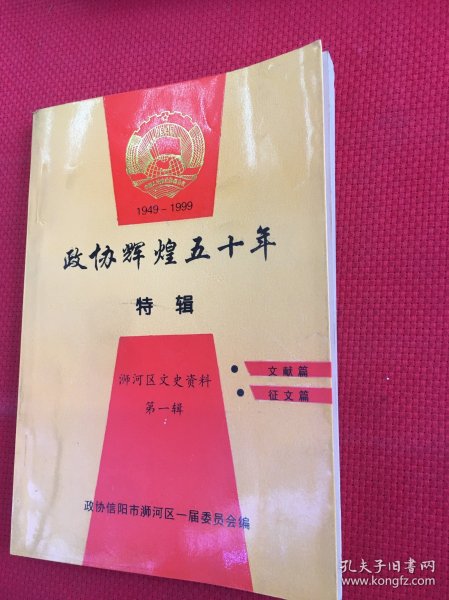 1949-1999
政协辉煌五十年
特辑
浉河区文史资料
第一辑
• 文献篇
• 征文篇
政协信阳市浉河区一届委员会编
孔夫子旧书网
www.kongfz.com